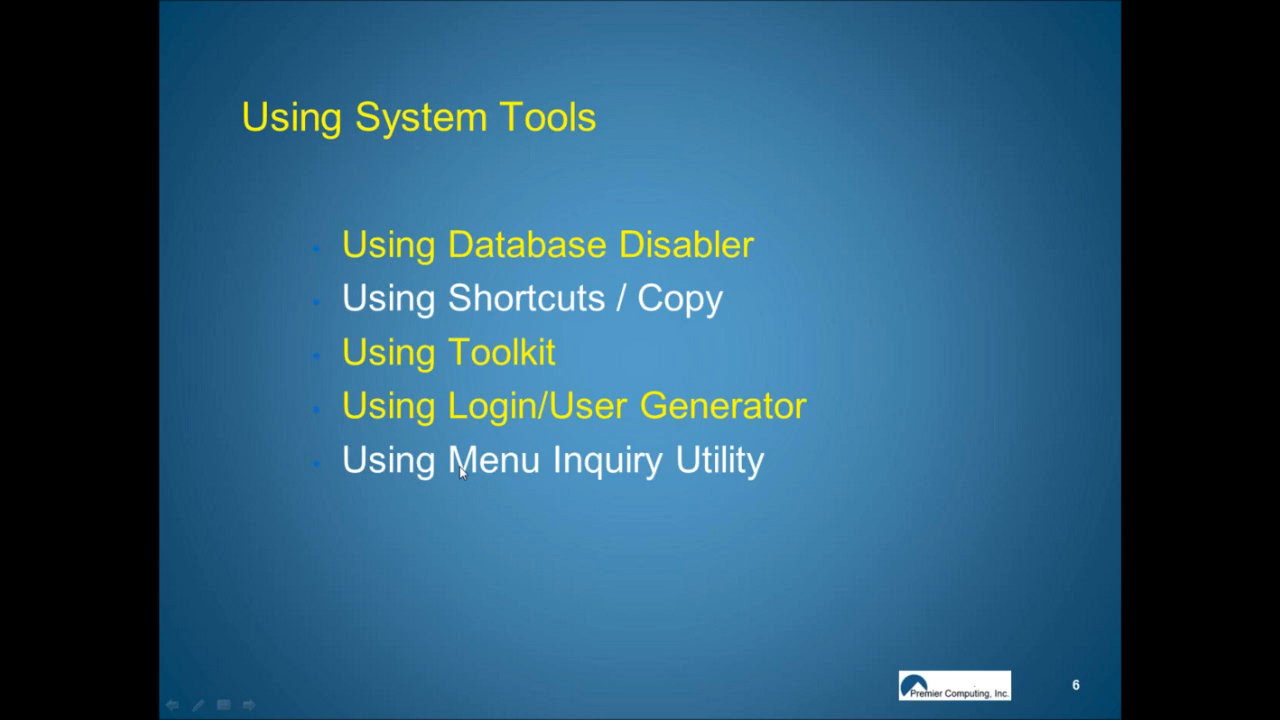 Using System Tools
Using Database Disabler
Using Shortcuts / Copy
Using Toolkit
Using Login/User Generator
Using Menu Inquiry Utility
Premier Computing, Inc.
6